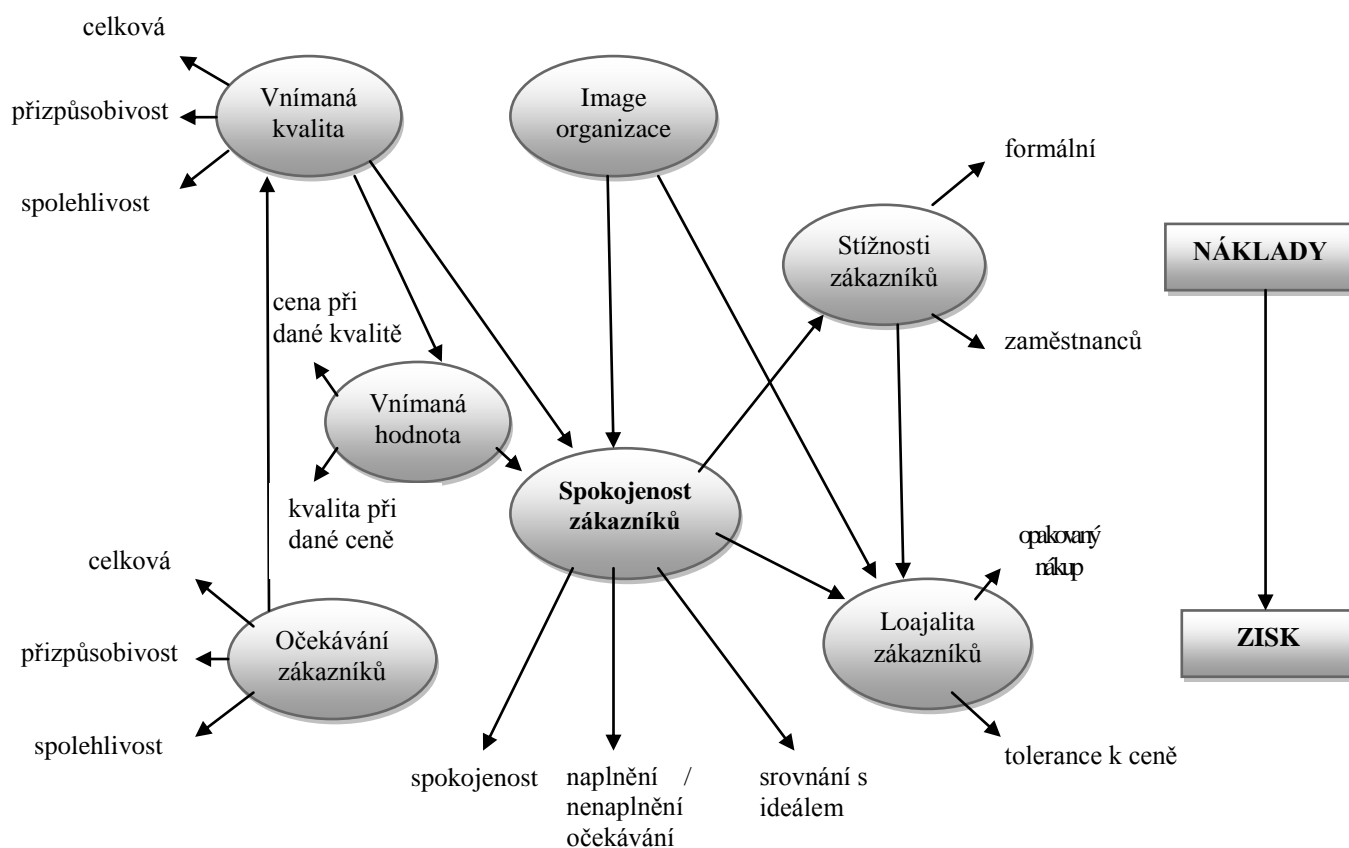 celková
přizpůsobivost
spolehlivost
Vnímaná
kvalita
Image
organizace
formální
Stížnosti
zákazníků
zaměstnanců
NÁKLADY
cena při
dané kvalitě
Vnímaná
hodnota
kvalita při
dané ceně
Spokojenost
zákazníků
celková
přizpůsobivost
spolehlivost
Očekávání
zákazníků
opakovaný
nákup
Loajalita
zákazníků
tolerance k ceně
ZISK
spokojenost
naplnění /
nenaplnění
očekávání
srovnání s
ideálem